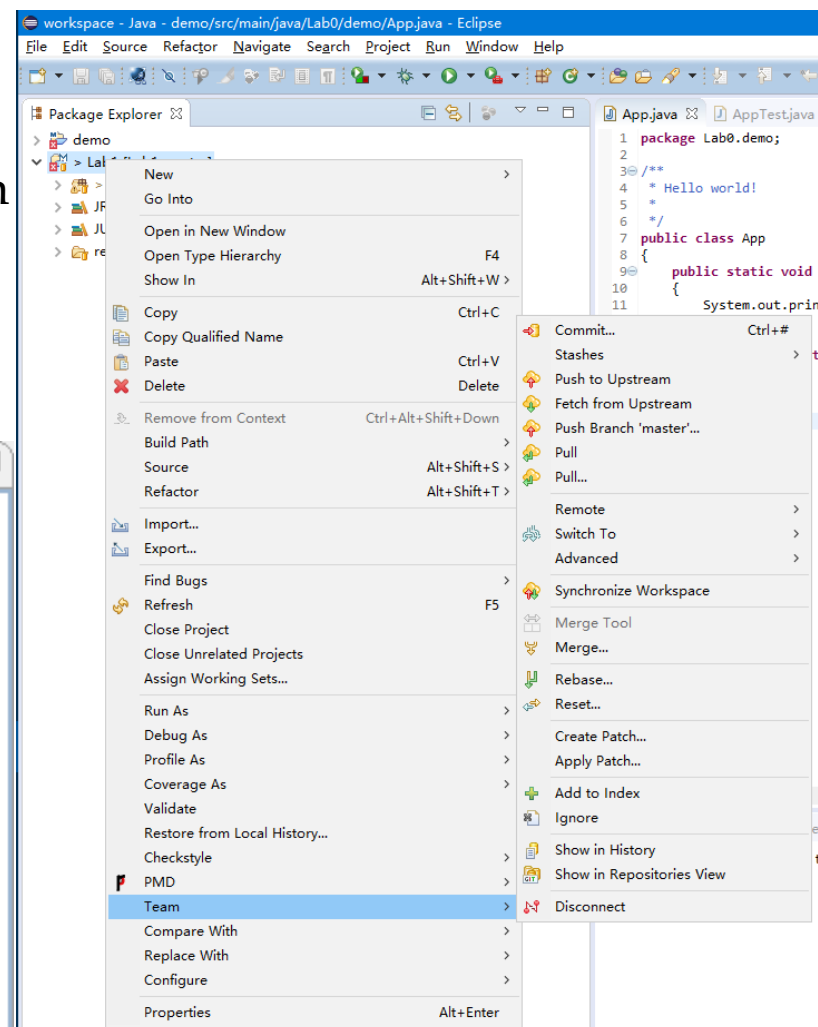 workspace - Java - demo/src/main/java/Lab0/demo/App.java - Eclipse
File Edit Source Refactor Navigate Search Project Run Window Help
Package Explorer
demo
New
Go Into
Open in New Window
Open Type Hierarchy F4
Show In Alt+Shift+W >
Copy Ctrl+C
Copy Qualified Name
Paste Ctrl+V
Delete Delete
Remove from Context Ctrl+Alt+Shift+Down
Build Path >
Source Alt+Shift+S >
Refactor Alt+Shift+T >
Import...
Export...
Find Bugs >
Refresh F5
Close Project
Close Unrelated Projects
Assign Working Sets...
Run As >
Debug As >
Profile As >
Coverage As >
Validate
Restore from Local History...
Checkstyle >
PMD >
Team >
Compare With >
Replace With >
Configure >
Properties Alt+Enter
Commit... Ctrl+#
Stashes >
Push to Upstream
Fetch from Upstream
Push Branch 'master'...
Pull
Pull...
Remote >
Switch To >
Advanced >
Synchronize Workspace
Merge Tool
Merge...
Rebase...
Reset...
Create Patch...
Apply Patch...
Add to Index
Ignore
Show in History
Show in Repositories View
Disconnect
App.java AppTest.java
1 package Lab0.demo;
2
3 /**
4 * Hello world!
5 *
6 */
7 public class App
8 {
9 public static void
10 {
11 System.out.prin